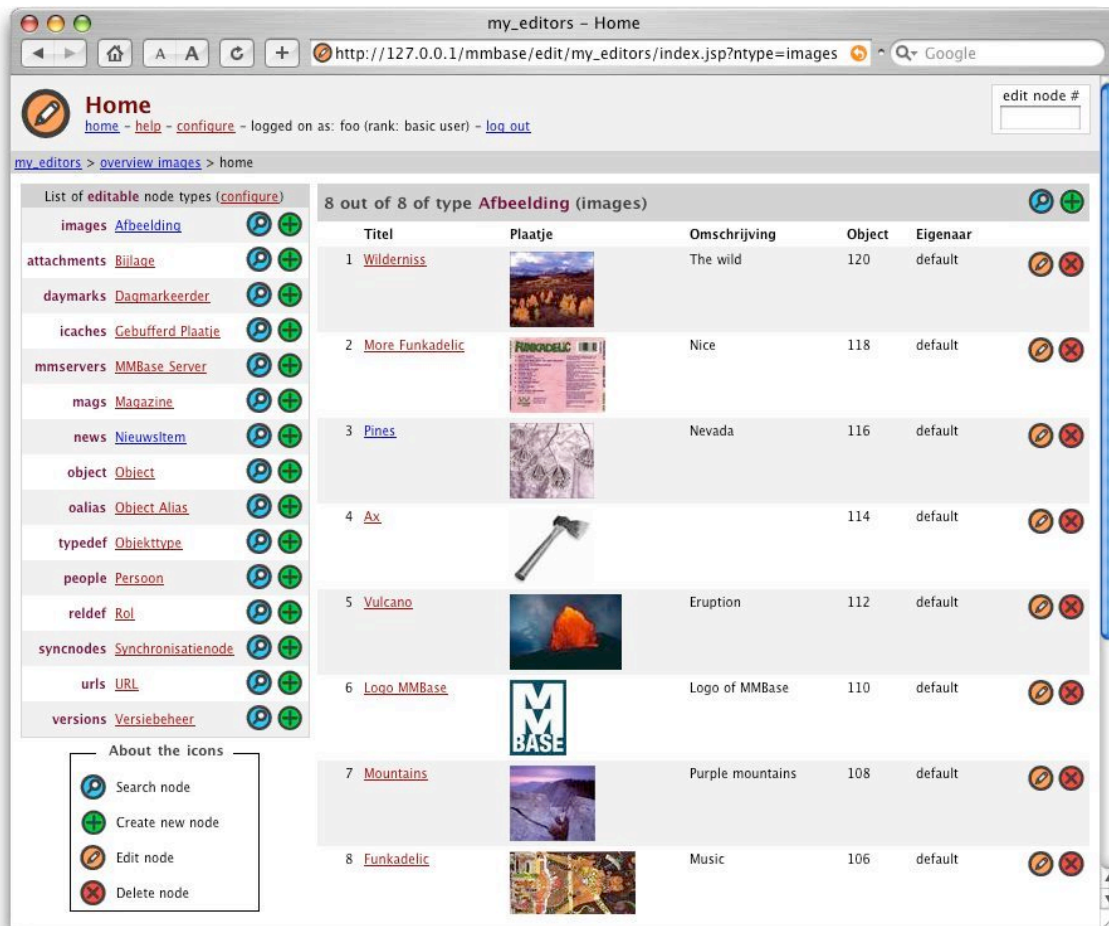 my_editors – Home
A A
http://127.0.0.1/mmbase/edit/my_editors/index.jsp?ntype=images
Google
Home
home – help – configure – logged on as: foo (rank: basic user) – log out
edit node #
my_editors > overview images > home
List of editable node types (configure)
images Afbeelding
attachments Bijlage
daymarks Dagmarkeerder
icaches Gebufferd Plaatje
mmservers MMBase Server
mags Magazine
news NieuwsItem
object Object
oalias Object Alias
typedef Objekttype
people Persoon
reldef Rol
syncnodes Synchronisatienode
urls URL
versions Versiebeheer
About the icons
Search node
Create new node
Edit node
Delete node
8 out of 8 of type Afbeelding (images)
Titel Plaatje Omschrijving Object Eigenaar
1 Wilderniss The wild 120 default
2 More Funkadelic FUNKADELIC Nice 118 default
3 Pines Nevada 116 default
4 Ax 114 default
5 Vulcano Eruption 112 default
6 Logo MMBase MMBASE Logo of MMBase 110 default
7 Mountains Purple mountains 108 default
8 Funkadelic Music 106 default